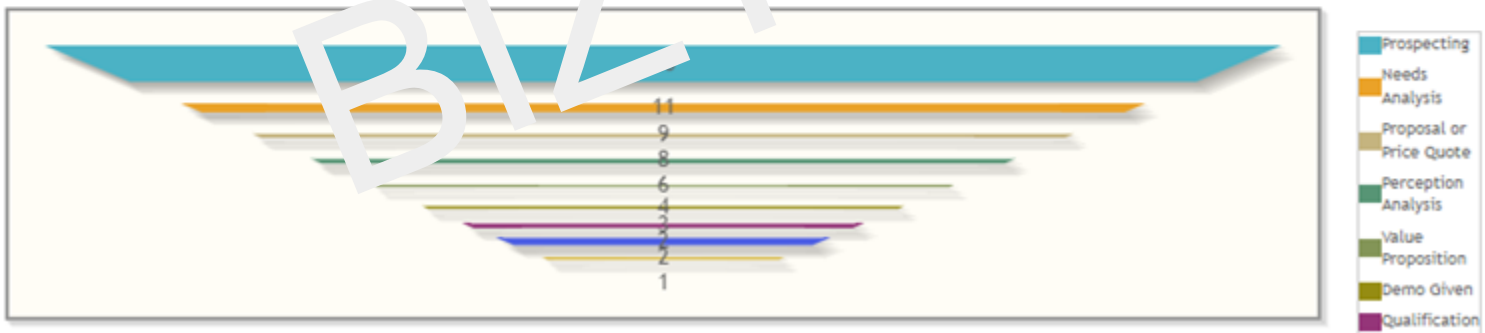 Biz
11
9
8
6
4
2
1
Prospecting
Needs
Analysis
Proposal or
Price Quote
Perception
Analysis
Value
Proposition
Demo Given
Qualification